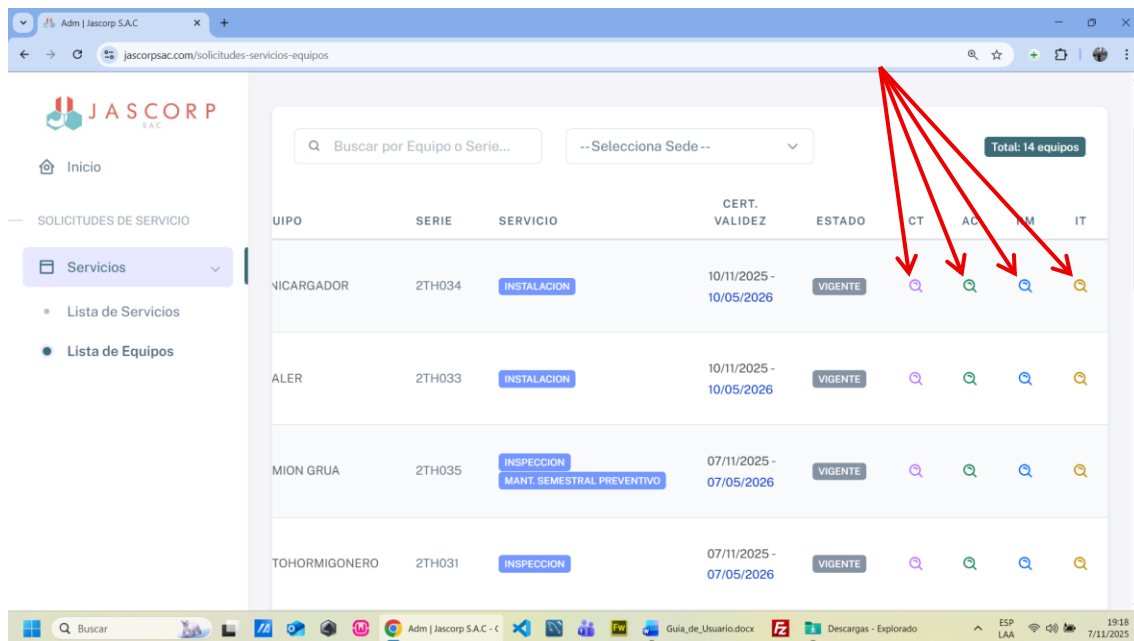 Adm | Jascorp S.A.C
jascorpsac.com/solicitudes-servicios-equipos
JASCORP
SAC
Inicio
SOLICITUDES DE SERVICIO
Servicios
Lista de Servicios
Lista de Equipos
Buscar por Equipo o Serie...
--Selecciona Sede--
Total: 14 equipos
UIPO SERIE SERVICIO CERT. VALIDEZ ESTADO CT AC IT
NICARGADOR 2TH034 INSTALACION 10/11/2025 - VIGENTE
10/05/2026
ALER 2TH033 INSTALACION 10/11/2025 - VIGENTE
10/05/2026
MION GRUA 2TH035 INSPECCION 07/11/2025 - VIGENTE
MANT. SEMESTRAL PREVENTIVO 07/05/2026
TOHORMIGONERO 2TH031 INSPECCION 07/11/2025 - VIGENTE
07/05/2026
Buscar
Adm | Jascorp S.A.C - 
Guia_de_Usuario.docx
Descargas - Explorado
ESP
LAA
19:18
7/11/2025